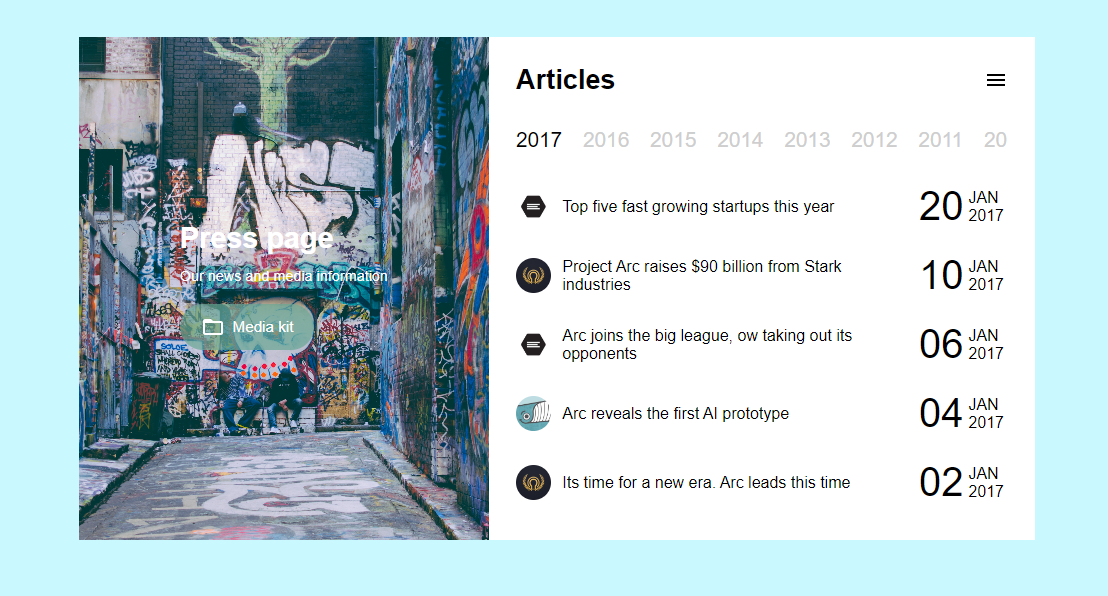 Press page
Our news and media information
Media kit
Articles
2017 2016 2015 2014 2013 2012 2011 20
Top five fast growing startups this year
20 JAN
2017
Project Arc raises $90 billion from Stark
industries
10 JAN
2017
Arc joins the big league, ow taking out its
opponents
06 JAN
2017
Arc reveals the first AI prototype
04 JAN
2017
Its time for a new era. Arc leads this time
02 JAN
2017